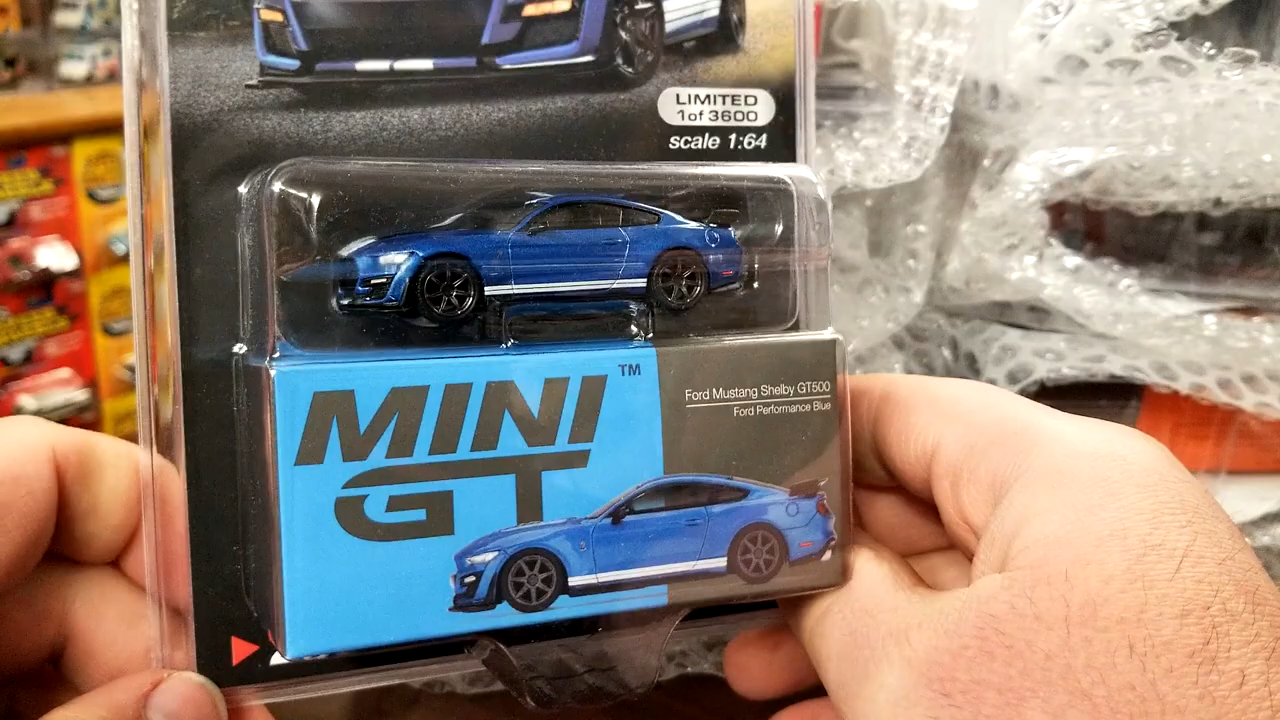 LIMITED
1of 3600
scale 1:64
MINI
GT
TM
Ford Mustang Shelby GT500
Ford Performance Blue